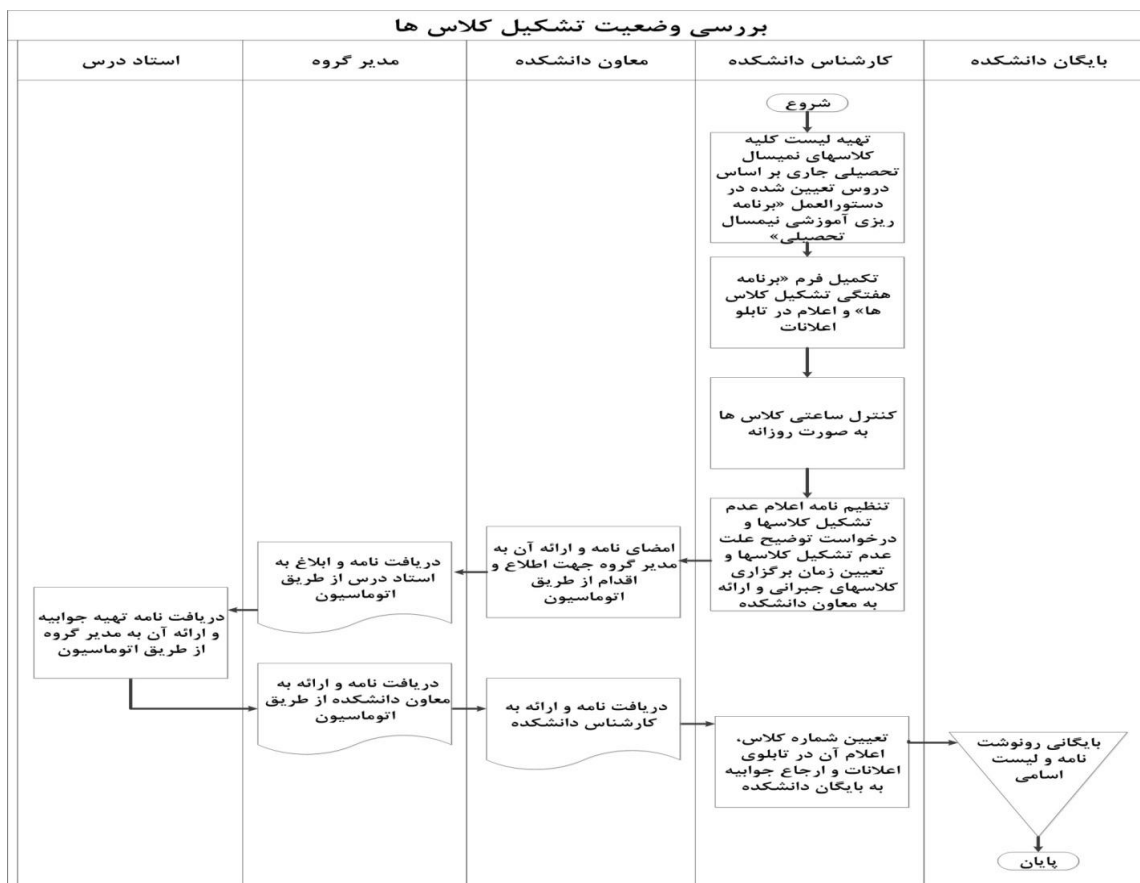 بررسی وضعیت تشکیل کلاس ها
بایگان دانشکده
کارشناس دانشکده
معاون دانشکده
مدیر گروه
استاد درس
شروع
تهیه لیست کلیه
کلاسهای نمیسال
تحصیلی جاری بر اساس
دروس تعیین شده در
دستورالعمل «برنامه
ریزی آموزشی نیمسال
تحصیلی»
تکمیل فرم «برنامه
هفتگی تشکیل کلاس
ها» و اعلام در تابلو
اعلانات
کنترل ساعتی کلاس ها
به صورت روزانه
تنظیم نامه اعلام عدم
تشکیل کلاسها و
درخواست توضیح علت
عدم تشکیل کلاسها و
تعیین زمان برگزاری
کلاسهای جبرانی و ارائه
به معاون دانشکده
امضای نامه و ارائه آن به
مدیر گروه جهت اطلاع و
اقدام از طریق
اتوماسیون
دریافت نامه و ابلاغ به
استاد درس از طریق
اتوماسیون
دریافت نامه تهیه جوابیه
و ارائه آن به مدیر گروه
از طریق اتوماسیون
دریافت نامه و ارائه به
معاون دانشکده از طریق
اتوماسیون
دریافت نامه و ارائه به
کارشناس دانشکده
تعیین شماره کلاس،
اعلام آن در تابلوی
اعلانات و ارجاع جوابیه
به بایگان دانشکده
بایگانی رونوشت
نامه و لیست
اسامی
پایان